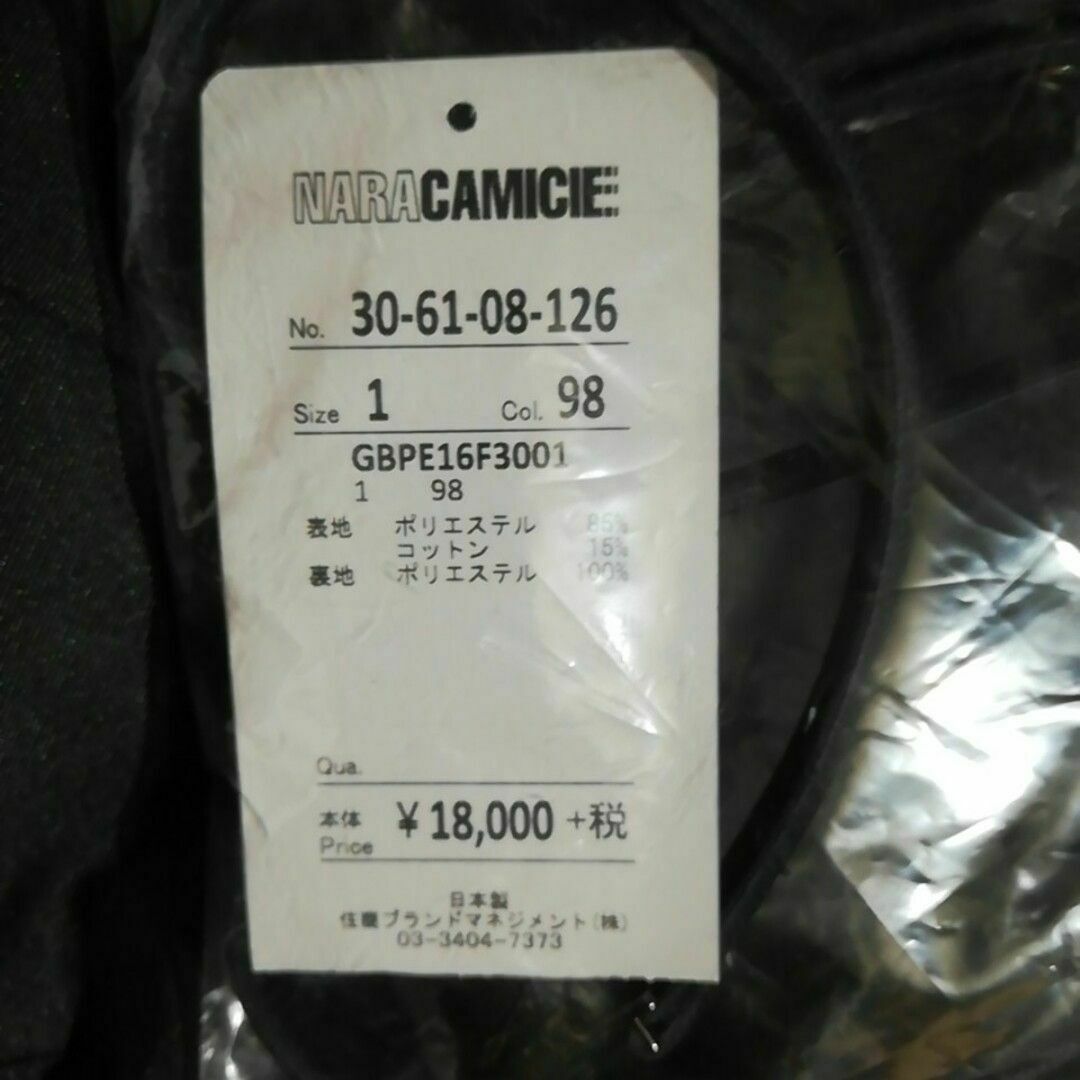 NARACAMICIE
No. 30-61-08-126
Size 1 Col. 98
GBPE16F3001
1 98
表地 ポリエステル 85%
コットン 15%
裏地 ポリエステル 100%
Qua.
本体 Price ¥18,000 +税
日本製
住商ブランドマネジメント(株)
03-3404-7373